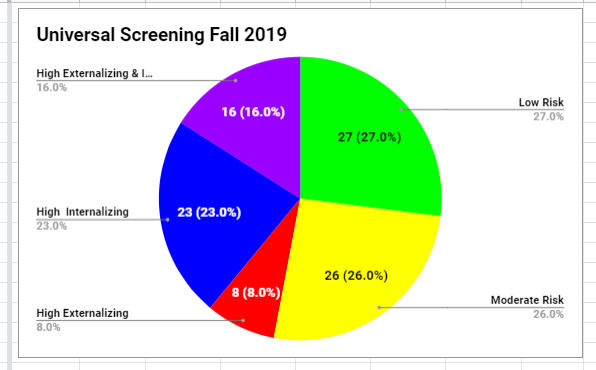 Universal Screening Fall 2019
High Externalizing & I...
16.0%
16 (16.0%)
Low Risk
27.0%
27 (27.0%)
High Internalizing
23.0%
23 (23.0%)
26 (26.0%)
8 (8.0%)
Moderate Risk
26.0%
High Externalizing
8.0%